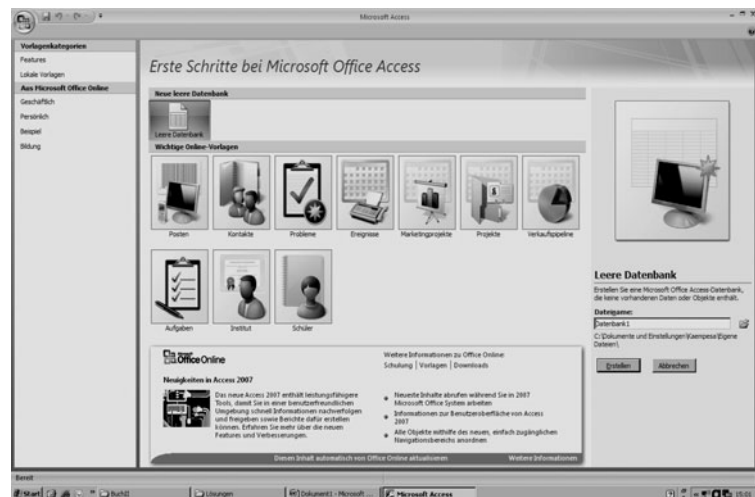 Microsoft Access
Vorlagenkategorien
Features
Lokale Vorlagen
Aus Microsoft Office Online
Geschäftlich
Persönlich
Beispiel
Bildung
Erste Schritte bei Microsoft Office Access
Neue leere Datenbank
Leere Datenbank
Wichtige Online-Vorlagen
Posten
Kontakte
Probleme
Ereignisse
Marketingprojekte
Projekte
Verkaufspipeline
Aufgaben
Institut
Schüler
Office Online
Neuigkeiten in Access 2007
Das neue Access 2007 enthält leistungsfähigere
Tools, damit Sie in einer benutzerfreundlichen
Umgebung schnell Informationen nachverfolgen
und freigeben sowie Berichte dafür erstellen
können. Erfahren Sie mehr über die neuen
Features und Verbesserungen.
Weitere Informationen zu Office Online:
Schulung | Vorlagen | Downloads
Neueste Inhalte abrufen während Sie in 2007
Microsoft Office System arbeiten
Informationen zur Benutzeroberfläche von Access
2007
Alle Objekte mithilfe des neuen, einfach zugänglichen
Navigationsbereichs anordnen
Diesen Inhalt automatisch von Office Online aktualisieren
Weitere Informationen
Leere Datenbank
Erstellen Sie eine Microsoft Office Access-Datenbank,
die keine vorhandenen Daten oder Objekte enthält.
Dateiname:
Datenbank1
C:\Dokumente und Einstellungen\Kaempesa\Eigene
Dateien\
Erstellen
Abbrechen
Bereit
Start
BuchII
Lösungen
Dokument1 - Microsoft ...
Microsoft Access